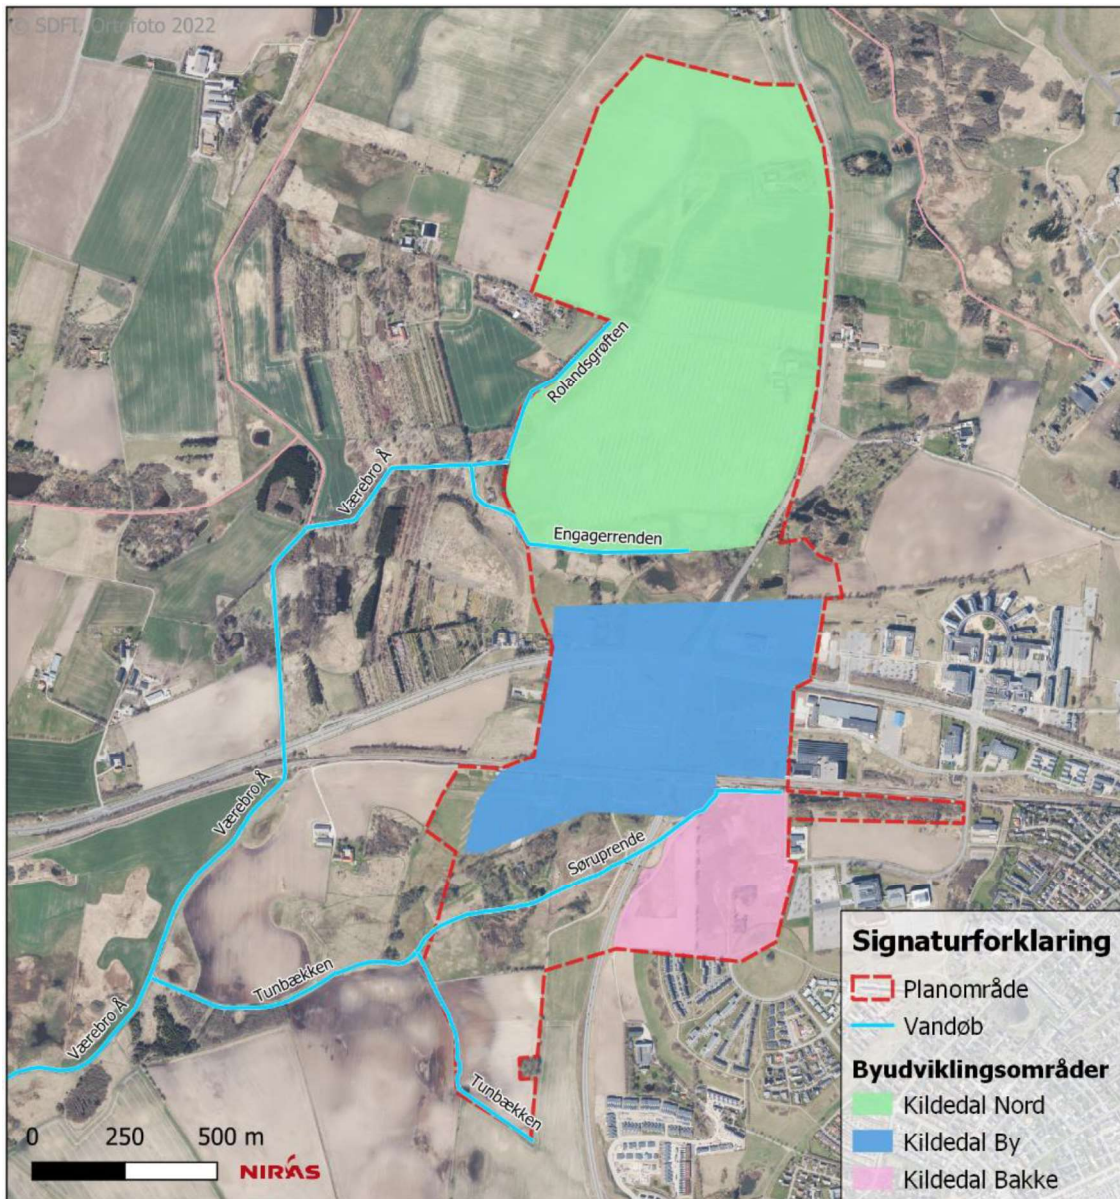 © SDFI, Ortofoto 2022
Rolandsgrøften
Værebro Å
Engagerrenden
Værebro Å
Søruprende
Tunbækken
Værebro Å
Tunbækken
0 250 500 m
NIRAS
Signaturforklaring
Planområde
Vandøb
Byudviklingsområder
Kildedal Nord
Kildedal By
Kildedal Bakke